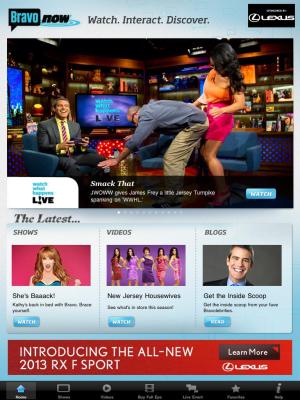 Bravo now Watch. Interact. Discover.
SPONSORED BY
LEXUS
WATCH WHAT HAPPENS
LIVE
watch
what
happens
LIVE
Smack That
JWOWW gives James Frey a little Jersey Turnpike
spanking on 'WWHL.'
WATCH
The Latest...
SHOWS
VIDEOS
BLOGS
She's Baaack!
Kathy's back in bed with Bravo. Brace
yourself.
WATCH
New Jersey Housewives
See what's in store this season!
WATCH
Get the Inside Scoop
Get the inside scoop from your fave
Bravolebrities.
READ
INTRODUCING THE ALL-NEW
2013 RX F SPORT
Learn More
LEXUS
Home
Shows
Videos
Buy Full Eps
Live Event
Favorites
Help